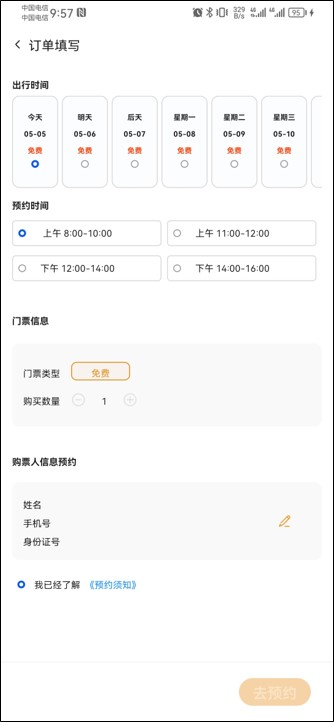 中国电信
中国电信
9:57
329 B/s
95
订单填写
出行时间
今天 明天 后天 星期一 星期二 星期三
05-05 05-06 05-07 05-08 05-09 05-10
免费 免费 免费 免费 免费 免费
预约时间
上午 8:00-10:00 上午 11:00-12:00
下午 12:00-14:00 下午 14:00-16:00
门票信息
门票类型 免费
购买数量 1
购票人信息预约
姓名
手机号
身份证号
我已经了解 《预约须知》
去预约